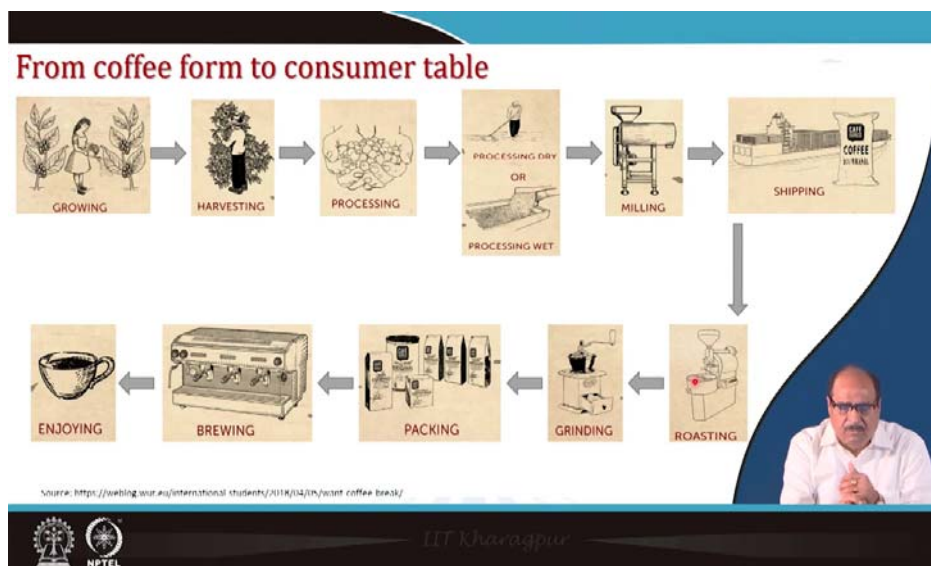 From coffee form to consumer table
GROWING
HARVESTING
PROCESSING
PROCESSING DRY
OR
PROCESSING WET
MILLING
CAFE
COFFEE
SHIPPING
ENJOYING
BREWING
PACKING
GRINDING
ROASTING
Source: https://weblog.wur.eu/international-students/2018/04/05/want-coffee-break/
NPTEL
IIT Kharagpur